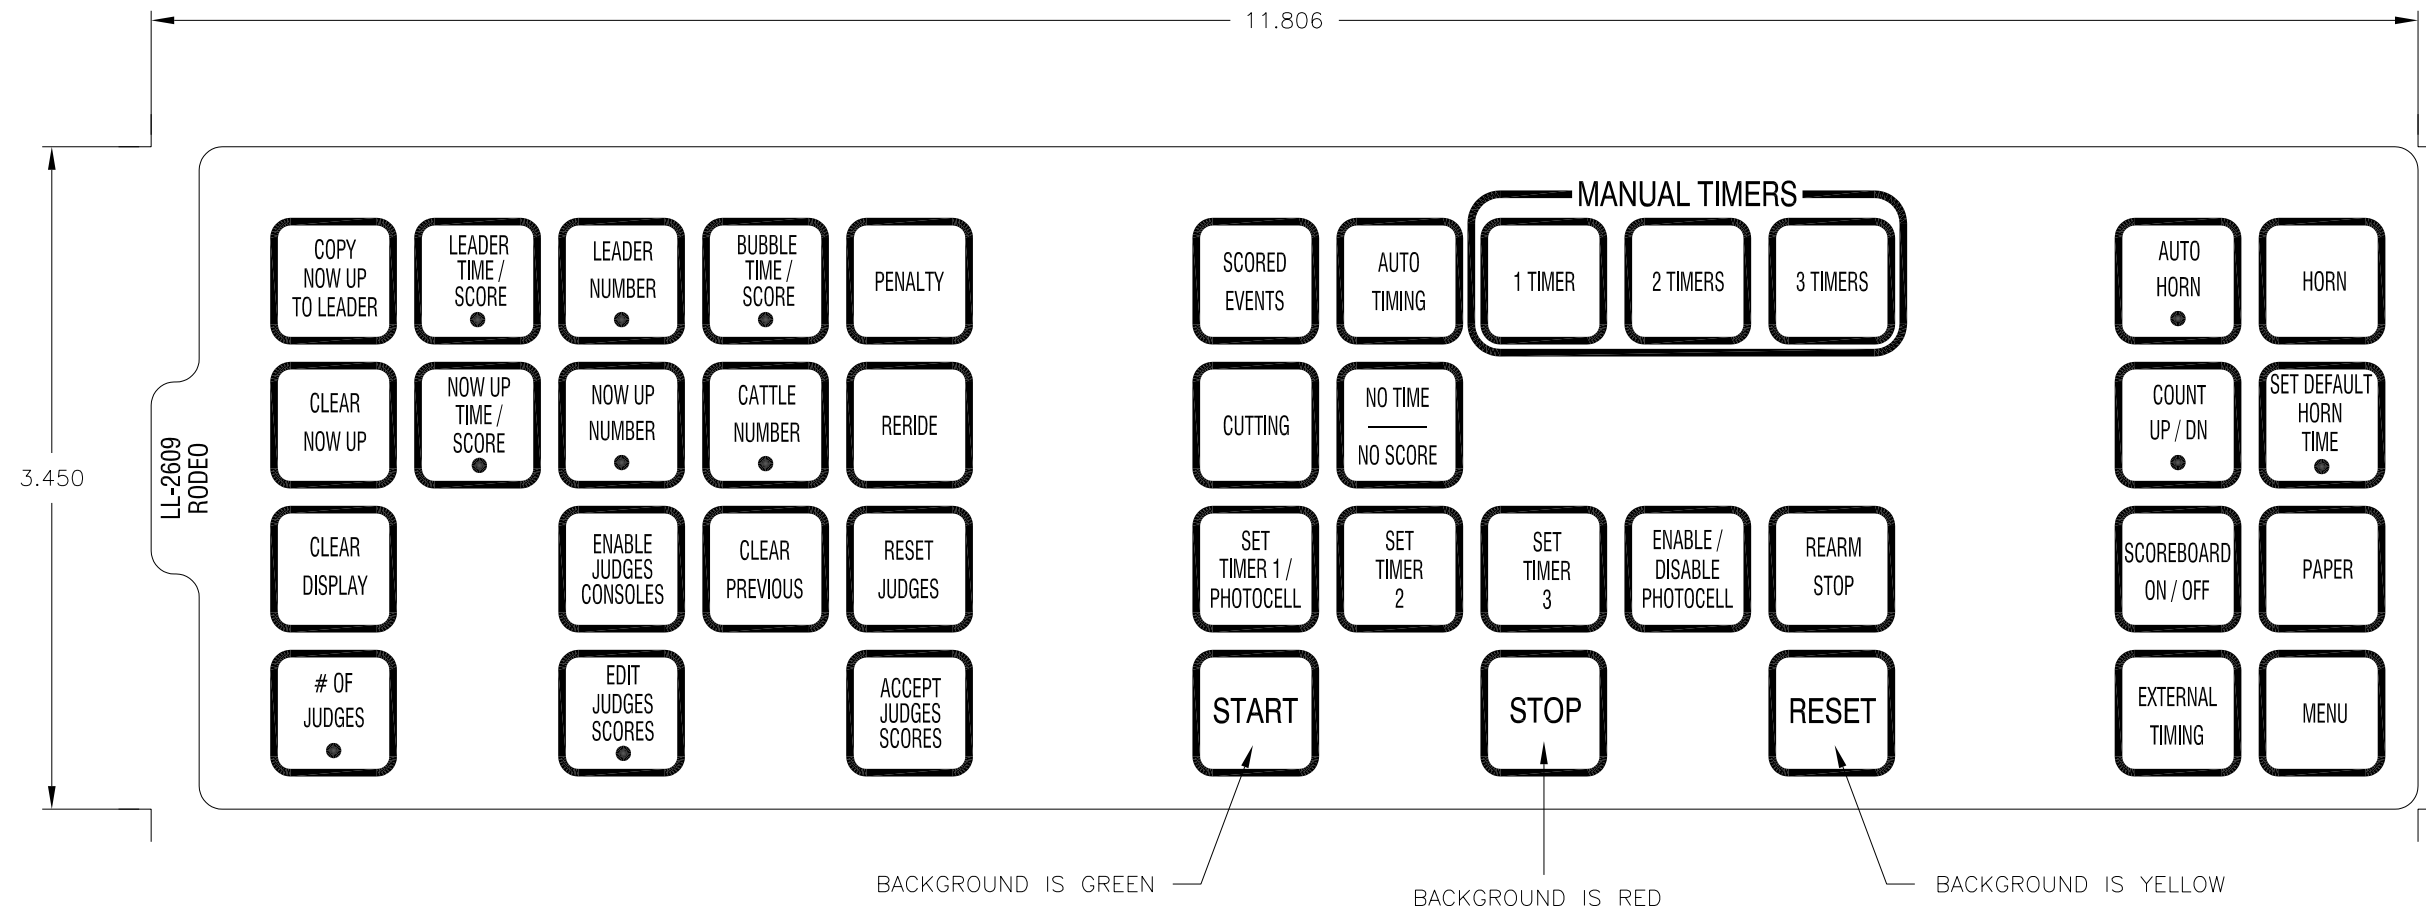 11.806
3.450
LL-2609
RODEO
MANUAL TIMERS
COPY
NOW UP
TO LEADER
LEADER
TIME /
SCORE
LEADER
NUMBER
BUBBLE
TIME /
SCORE
PENALTY
SCORED
EVENTS
AUTO
TIMING
1 TIMER
2 TIMERS
3 TIMERS
AUTO
HORN
HORN
CLEAR
NOW UP
NOW UP
TIME /
SCORE
NOW UP
NUMBER
CATTLE
NUMBER
RERIDE
CUTTING
NO TIME
NO SCORE
COUNT
UP / DN
SET DEFAULT
HORN
TIME
CLEAR
DISPLAY
ENABLE
JUDGES
CONSOLES
CLEAR
PREVIOUS
RESET
JUDGES
SET
TIMER 1 /
PHOTOCELL
SET
TIMER
2
SET
TIMER
3
ENABLE /
DISABLE
PHOTOCELL
REARM
STOP
SCOREBOARD
ON / OFF
PAPER
# OF
JUDGES
EDIT
JUDGES
SCORES
ACCEPT
JUDGES
SCORES
START
STOP
RESET
EXTERNAL
TIMING
MENU
BACKGROUND IS GREEN
BACKGROUND IS RED
BACKGROUND IS YELLOW